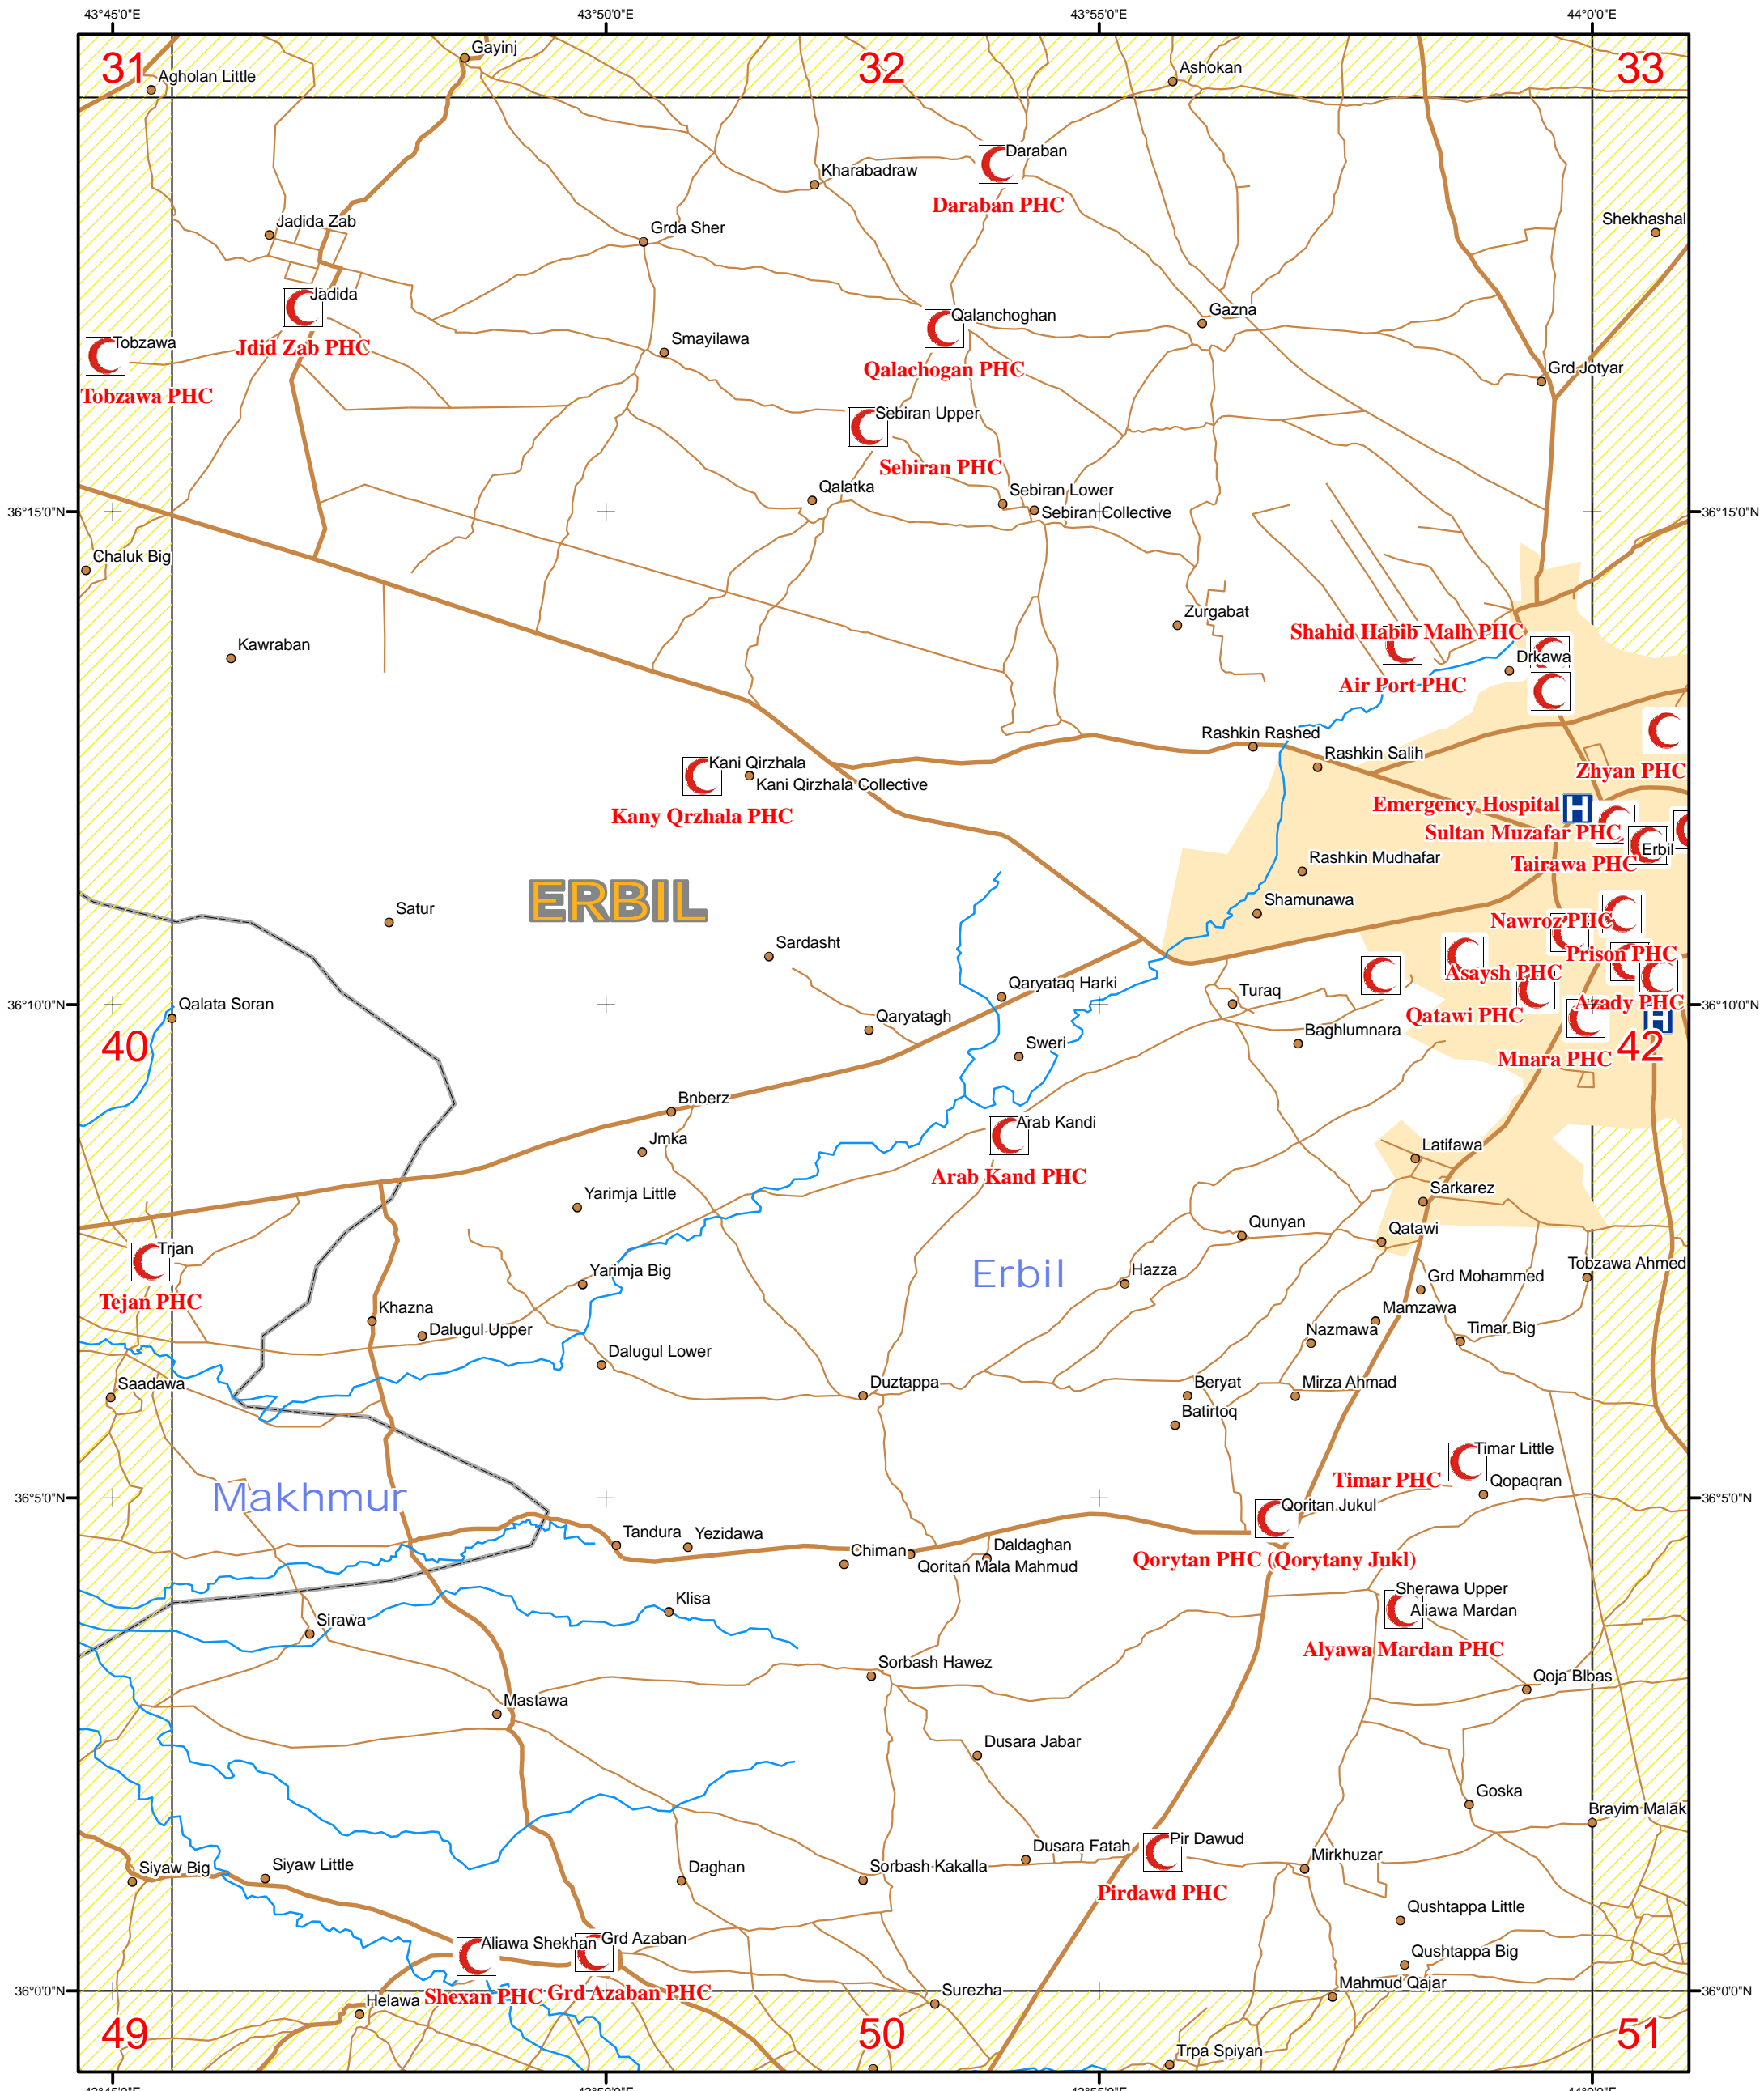 43°45'0"E
43°50'0"E
43°55'0"E
44°0'0"E
31
32
33
Gayinj
Agholan Little
Ashokan
Daraban
Kharabadraw
Daraban PHC
Jadida Zab
Grda Sher
Shekhashal
Jadida
Qalanchoghan
Gazna
Tobzawa
Jdid Zab PHC
Smayilawa
Qalachogan PHC
Grd Jotyar
Tobzawa PHC
Sebiran Upper
Sebiran PHC
Qalatka
Sebiran Lower
36°15'0"N
Sebiran Collective
36°15'0"N
Chaluk Big
Zurgabat
Shahid Habib Malh PHC
Kawraban
Drkawa
Air Port PHC
Rashkin Rashed
Rashkin Salih
Kani Qirzhala
Kani Qirzhala Collective
Zhyan PHC
Kany Qrzhala PHC
Emergency Hospital
H
Sultan Muzafar PHC
Erbil
Rashkin Mudhafar
Tairawa PHC
ERBIL
Satur
Shamunawa
Nawroz PHC
Sardasht
Prison PHC
Asaysh PHC
Qaryataq Harki
Turaq
Azady PHC
36°10'0"N
Qalata Soran
36°10'0"N
Qaryatagh
Qatawi PHC
Baghlumnara
H
40
Sweri
42
Mnara PHC
Bnberz
Arab Kandi
Jmka
Latifawa
Arab Kand PHC
Yarimja Little
Sarkarez
Qunyan
Qatawi
Trjan
Yarimja Big
Erbil
Hazza
Grd Mohammed
Tobzawa Ahmed
Tejan PHC
Khazna
Mamzawa
Dalugul Upper
Nazmawa
Timar Big
Dalugul Lower
Saadawa
Duztappa
Beryat
Mirza Ahmad
Batirtoq
Timar Little
Timar PHC
Qopaqran
36°5'0"N
Makhmur
36°5'0"N
Qoritan Jukul
Tandura
Yezidawa
Chiman
Daldaghan
Qoritan Mala Mahmud
Qorytan PHC (Qorytany Jukl)
Sherawa Upper
Klisa
Aliawa Mardan
Sirawa
Alyawa Mardan PHC
Sorbash Hawez
Qoja Blbas
Mastawa
Dusara Jabar
Goska
Brayim Malak
Pir Dawud
Dusara Fatah
Siyaw Big
Siyaw Little
Daghan
Sorbash Kakalla
Mirkhuzar
Pirdawd PHC
Qushtappa Little
Aliawa Shekhan
Grd Azaban
Qushtappa Big
Mahmud Qajar
36°0'0"N
Shexan PHC
Grd Azaban PHC
Surezha
36°0'0"N
Helawa
49
50
51
Trpa Spiyan
43°45'0"E
43°50'0"E
43°55'0"E
44°0'0"E